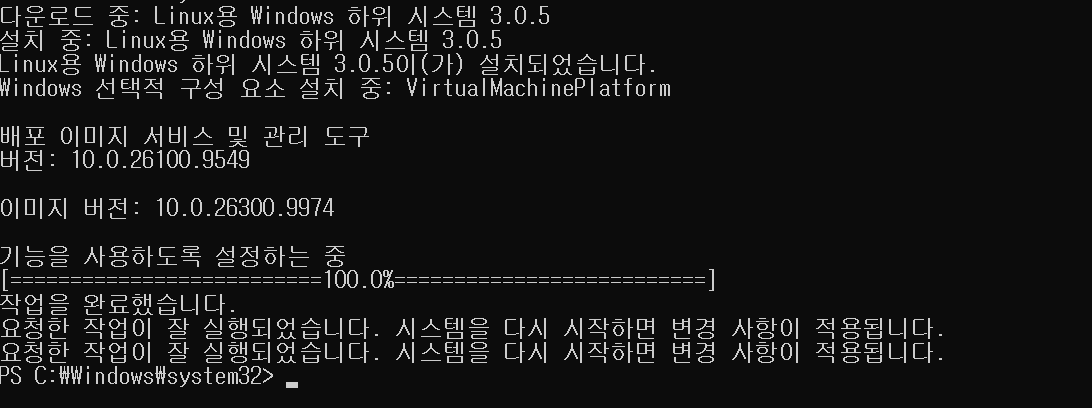 다운로드 중: Linux용 Windows 하위 시스템 3.0.5
설치 중: Linux용 Windows 하위 시스템 3.0.5
Linux용 Windows 하위 시스템 3.0.5이(가) 설치되었습니다.
Windows 선택적 구성 요소 설치 중: VirtualMachinePlatform
배포 이미지 서비스 및 관리 도구
버전: 10.0.26100.9549
이미지 버전: 10.0.26300.9974
기능을 사용하도록 설정하는 중
[==========================100.0%==========================]
작업을 완료했습니다.
요청한 작업이 잘 실행되었습니다. 시스템을 다시 시작하면 변경 사항이 적용됩니다.
요청한 작업이 잘 실행되었습니다. 시스템을 다시 시작하면 변경 사항이 적용됩니다.
PS C:₩Windows₩system32> _